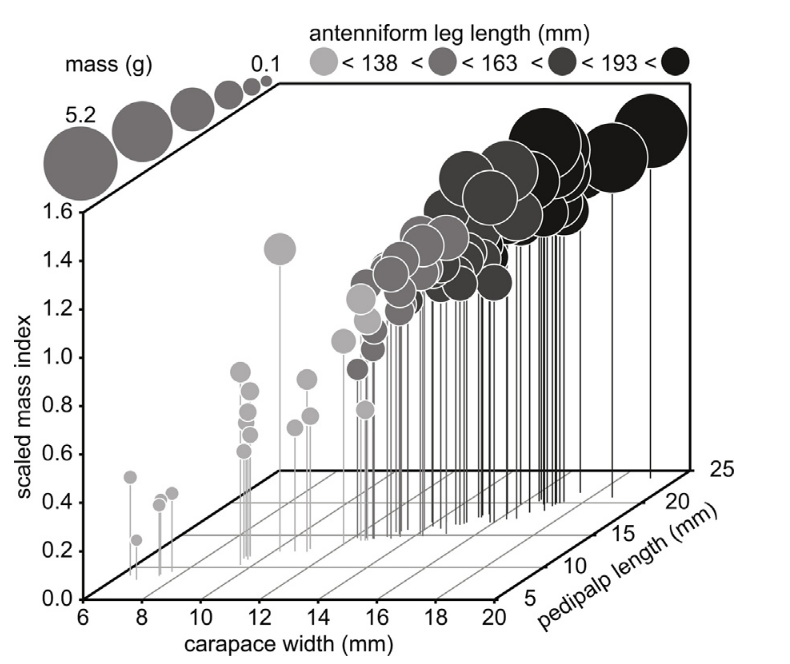 antenniform leg length (mm)
mass (g)
0.1
< 138 < < 163 < < 193 <
5.2
1.6
1.4
1.2
1.0
0.8
0.6
0.4
0.2
0.0
scaled mass index
6 8 10 12 14 16 18 20
carapace width (mm)
5
10
15
20
25
pedipalp length (mm)